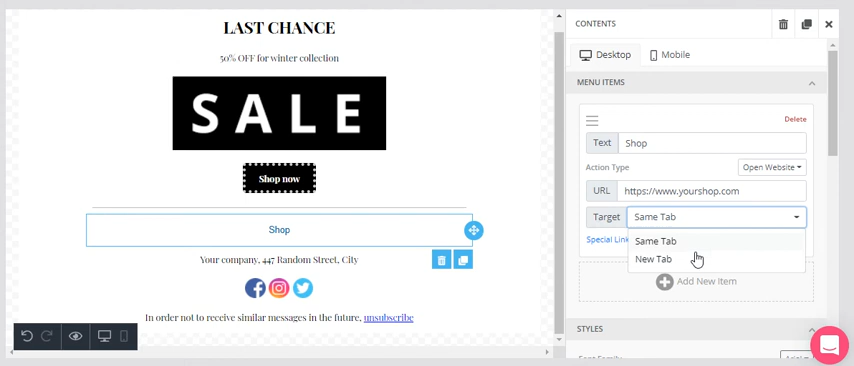 LAST CHANCE
50% OFF for winter collection
SALE
Shop now
Shop
Your company, 447 Random Street, City
In order not to receive similar messages in the future, unsubscribe
CONTENTS
Desktop
Mobile
MENU ITEMS
Delete
Text
Shop
Action Type
Open Website
URL
https://www.yourshop.com
Target
Same Tab
Special Link
Same Tab
New Tab
Add New Item
STYLES